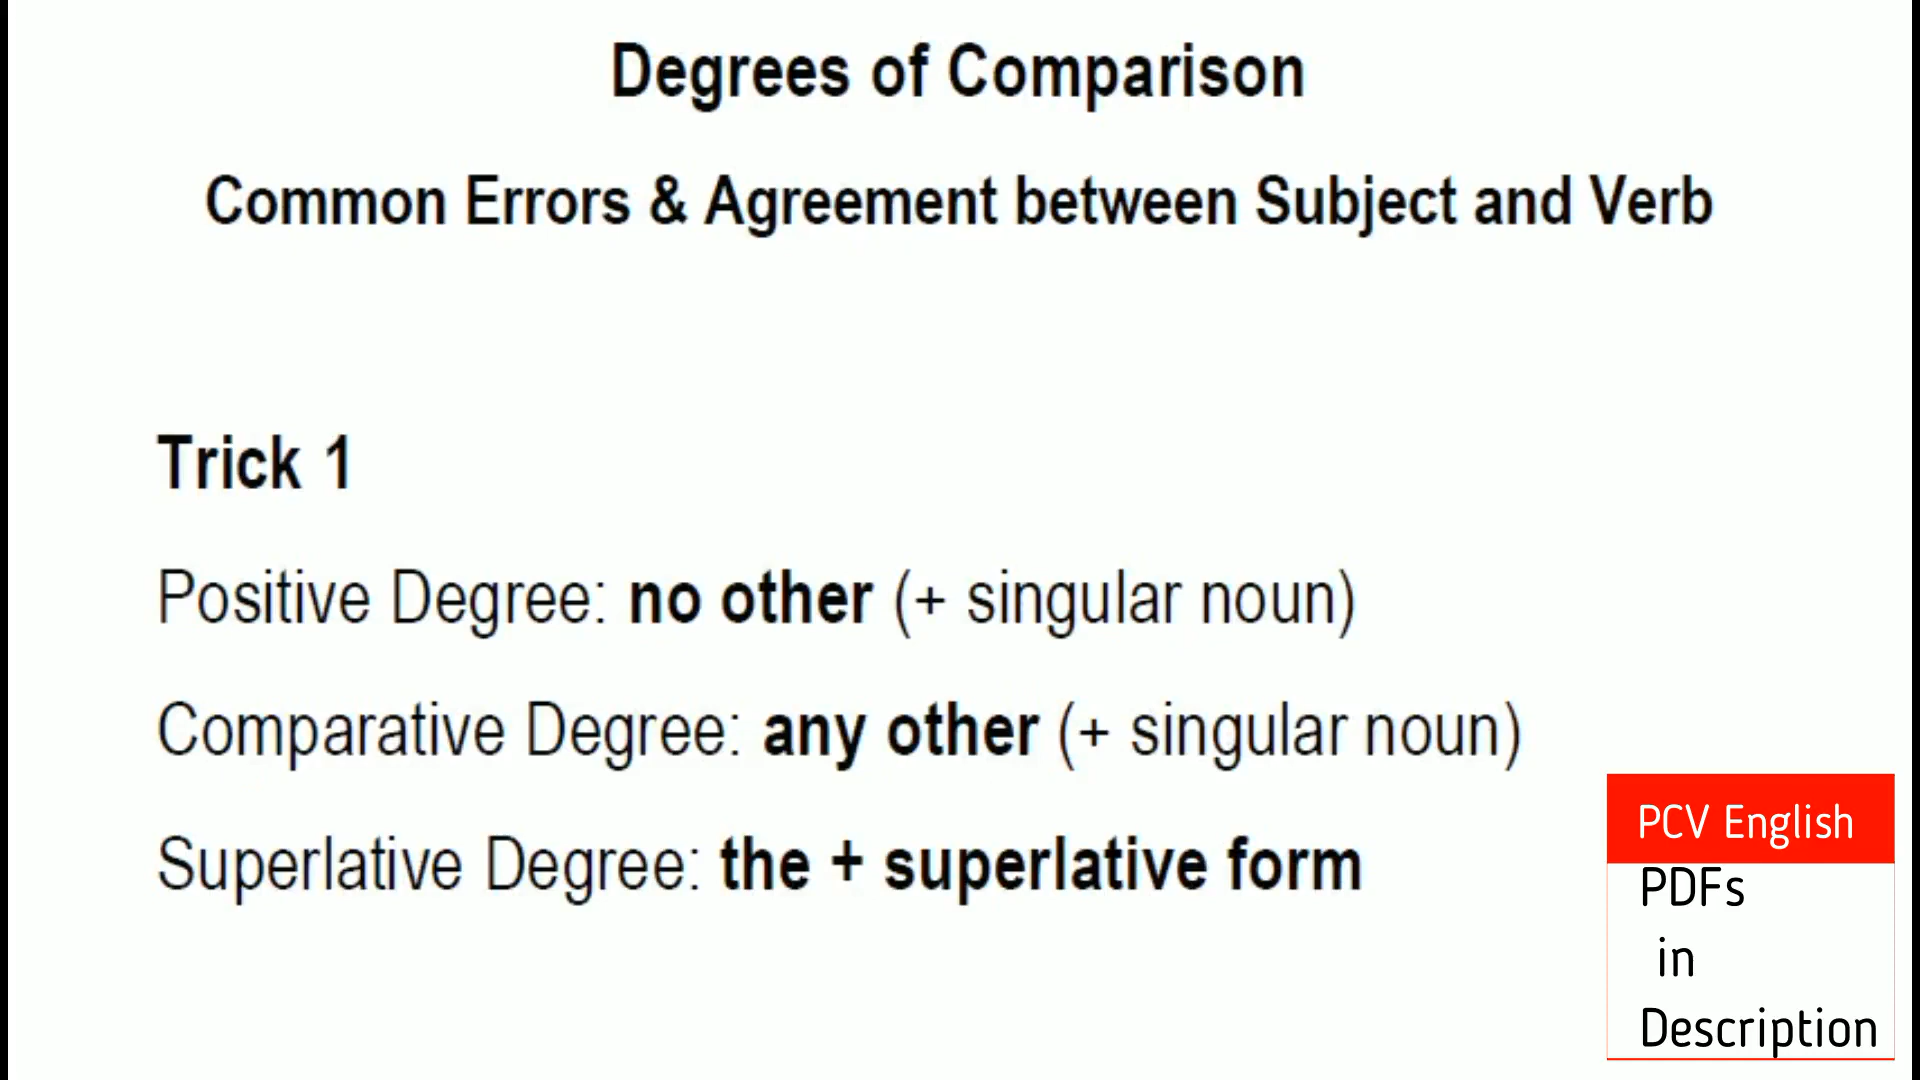 Degrees of Comparison
Common Errors & Agreement between Subject and Verb
Trick 1
Positive Degree: no other (+ singular noun)
Comparative Degree: any other (+ singular noun)
Superlative Degree: the + superlative form
PCV English
PDFs
in
Description